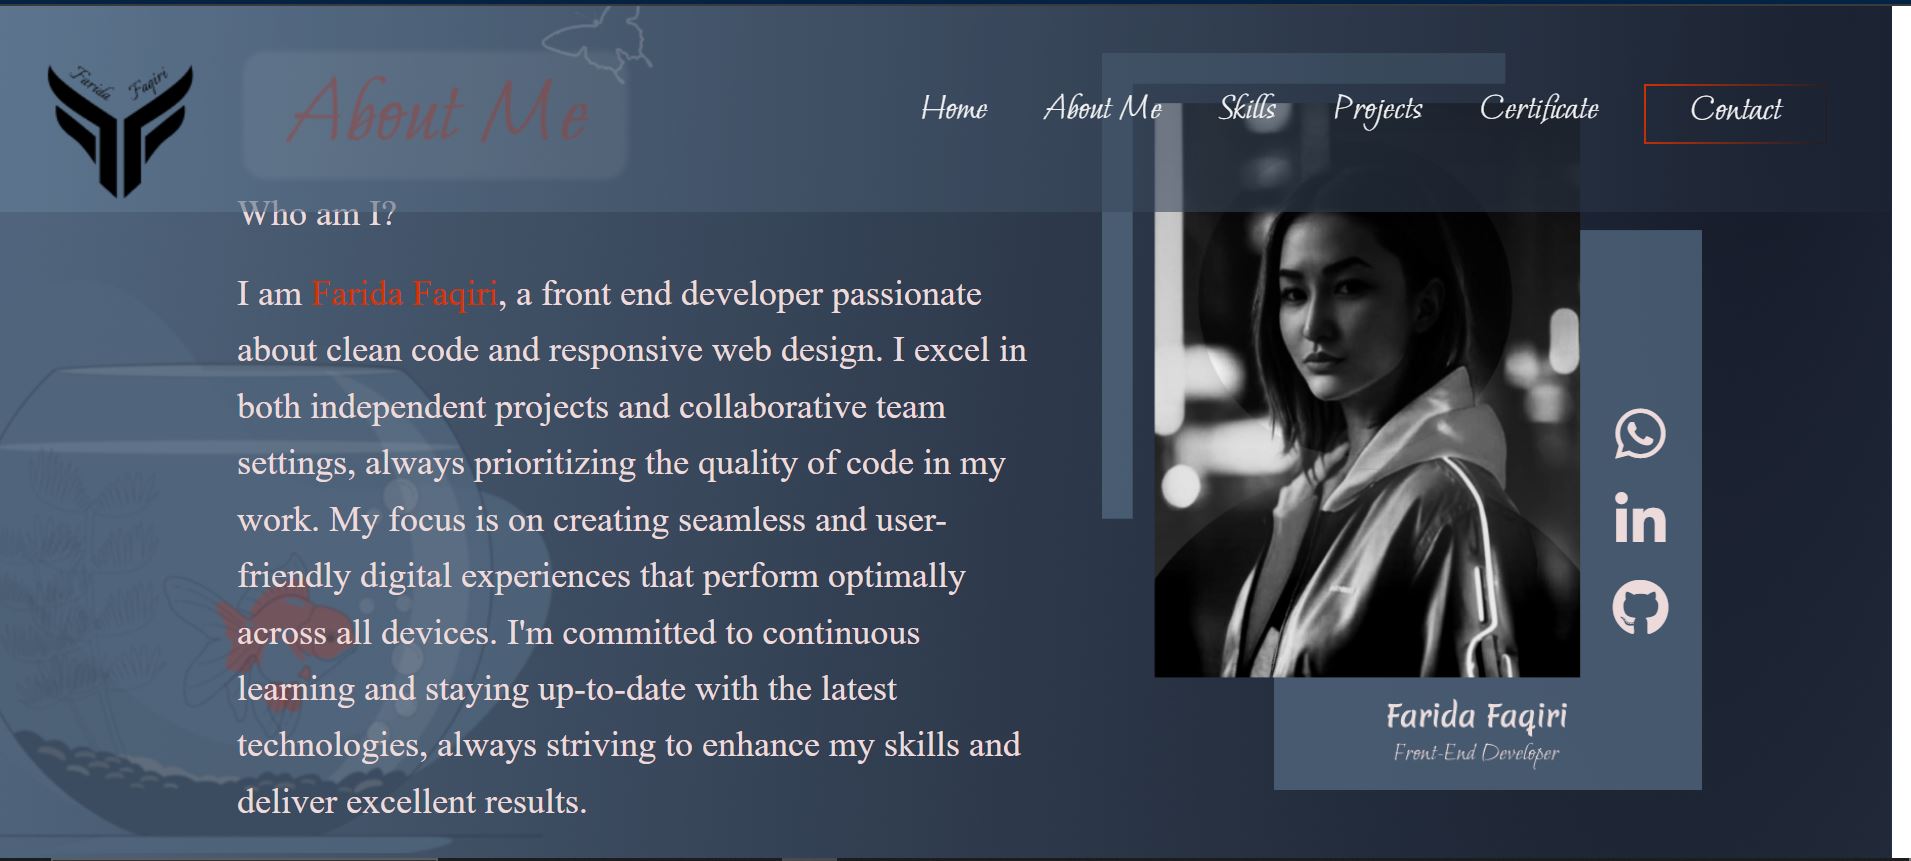 Farida Faqiri
About Me
Home About Me Skills Projects Certificate Contact
Who am I?
I am Farida Faqiri, a front end developer passionate
about clean code and responsive web design. I excel in
both independent projects and collaborative team
settings, always prioritizing the quality of code in my
work. My focus is on creating seamless and user-
friendly digital experiences that perform optimally
across all devices. I'm committed to continuous
learning and staying up-to-date with the latest
technologies, always striving to enhance my skills and
deliver excellent results.
in
Farida Faqiri
Front-End Developer